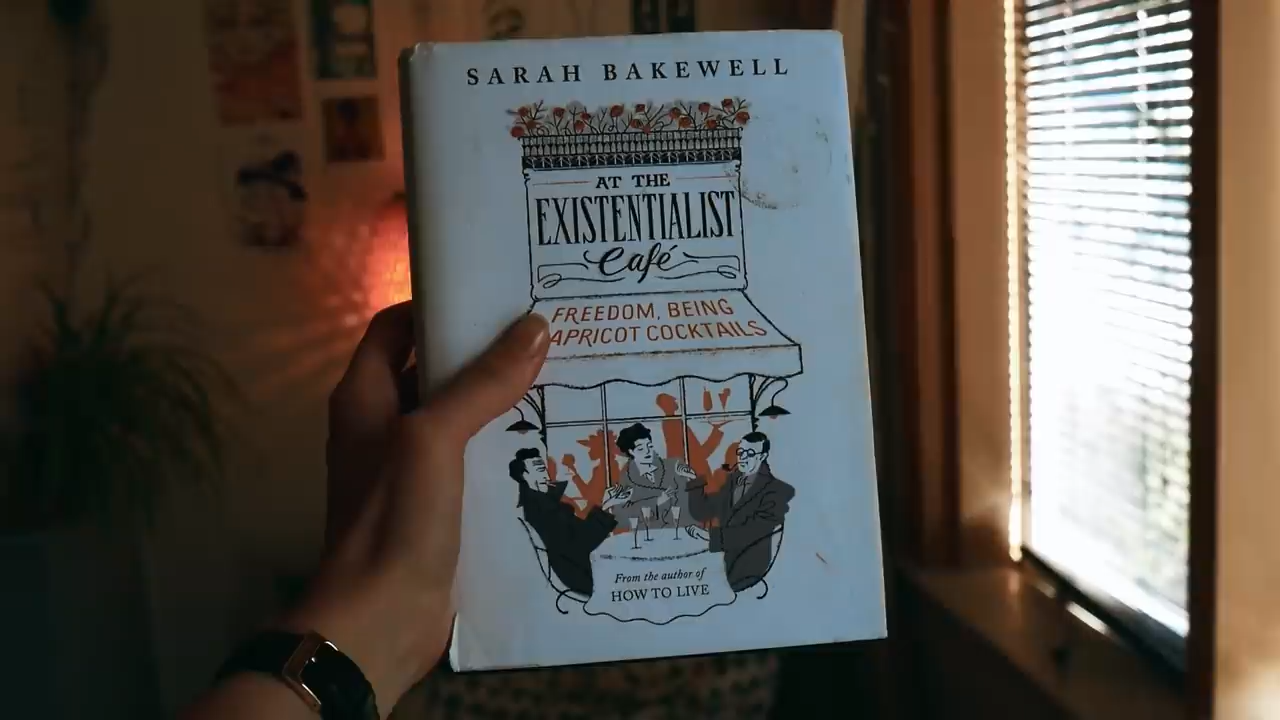 SARAH BAKEWELL
AT THE
EXISTENTIALIST
Café
FREEDOM, BEING
APRICOT COCKTAILS
From the author of
HOW TO LIVE